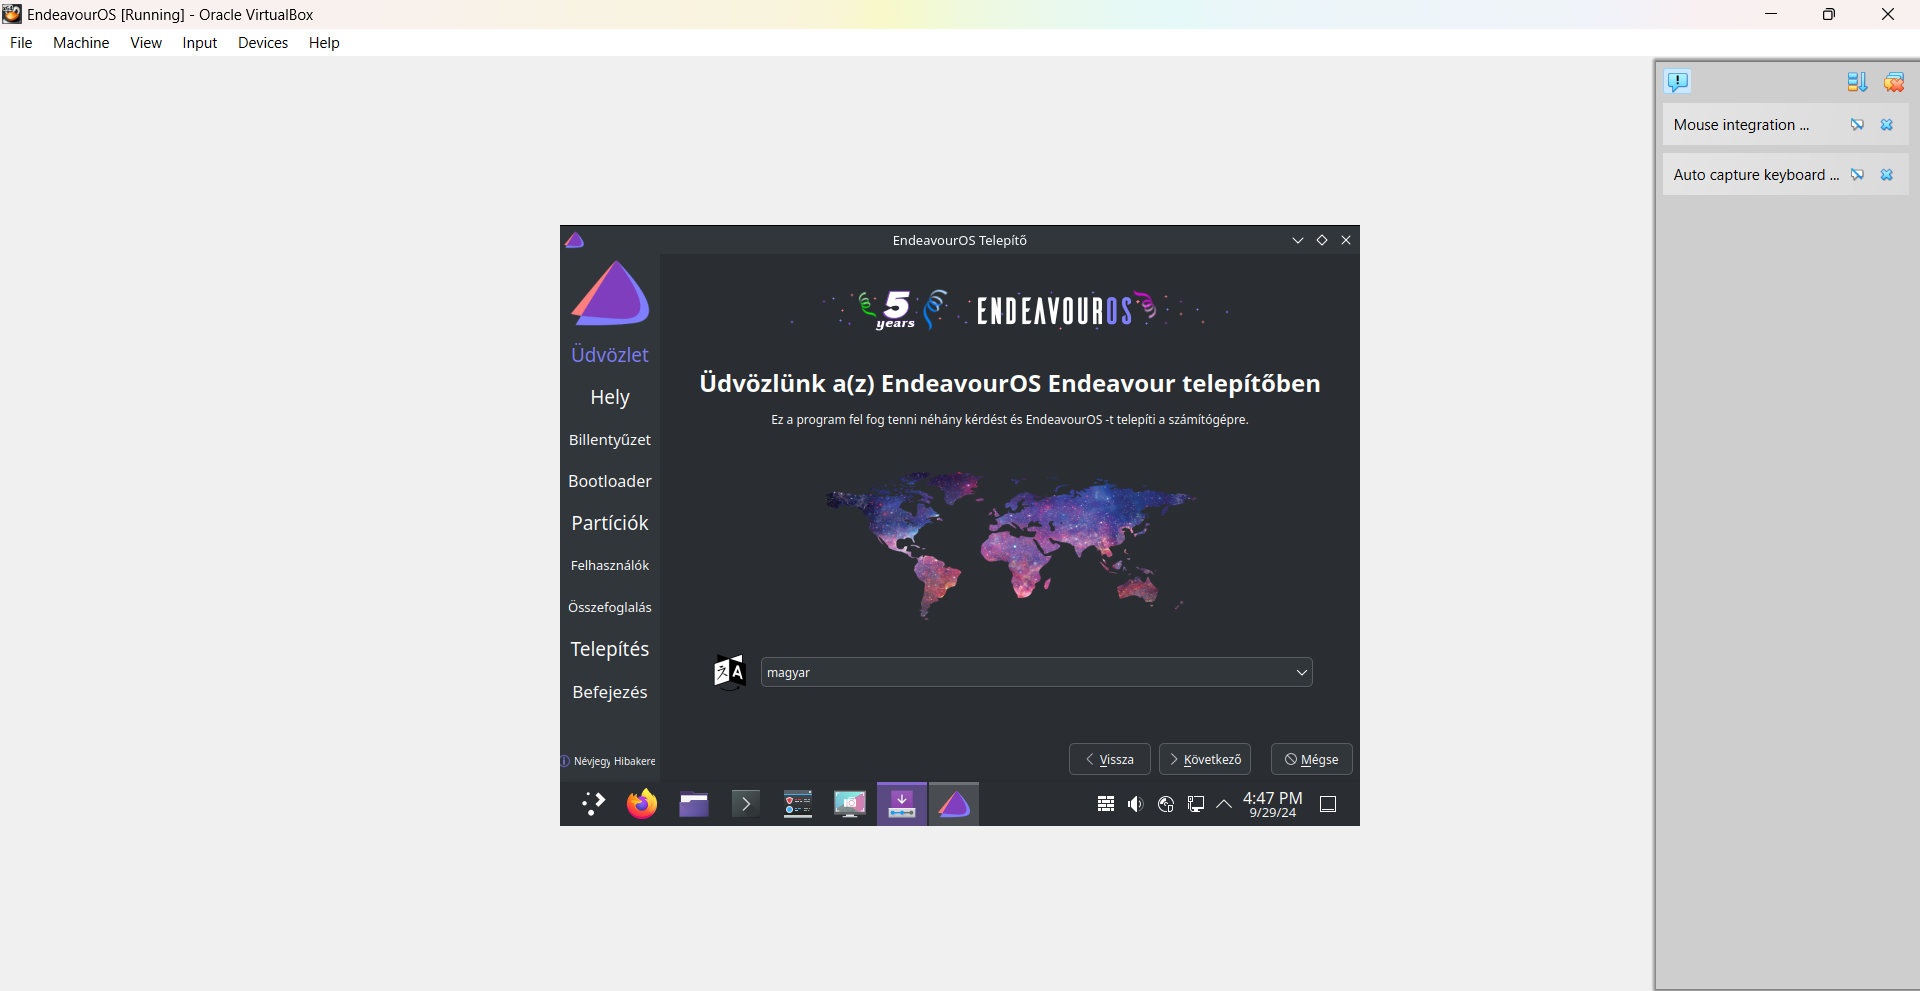 EndeavourOS [Running] - Oracle VirtualBox
File Machine View Input Devices Help
Mouse integration ...
Auto capture keyboard ...
EndeavourOS Telepítő
5 years ENDEAVOUROS
Üdvözlet
Hely
Billentyűzet
Bootloader
Partíciók
Felhasználók
Összefoglalás
Telepítés
Befejezés
Névjegy Hibakere
Üdvözlünk a(z) EndeavourOS Endeavour telepítőben
Ez a program fel fog tenni néhány kérdést és EndeavourOS -t telepíti a számítógépre.
magyar
Vissza Következő Mégse
4:47 PM
9/29/24